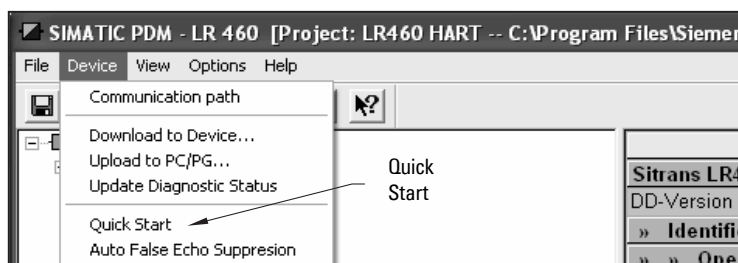 SIMATIC PDM - LR 460 [Project: LR460 HART -- C:\Program Files\Siemen
File Device View Options Help
Communication path
Download to Device...
Upload to PC/PG...
Update Diagnostic Status
Quick Start
Auto False Echo Suppresion
Quick
Start
Sitrans LR4
DD-Version
» Identifi
» » Ope